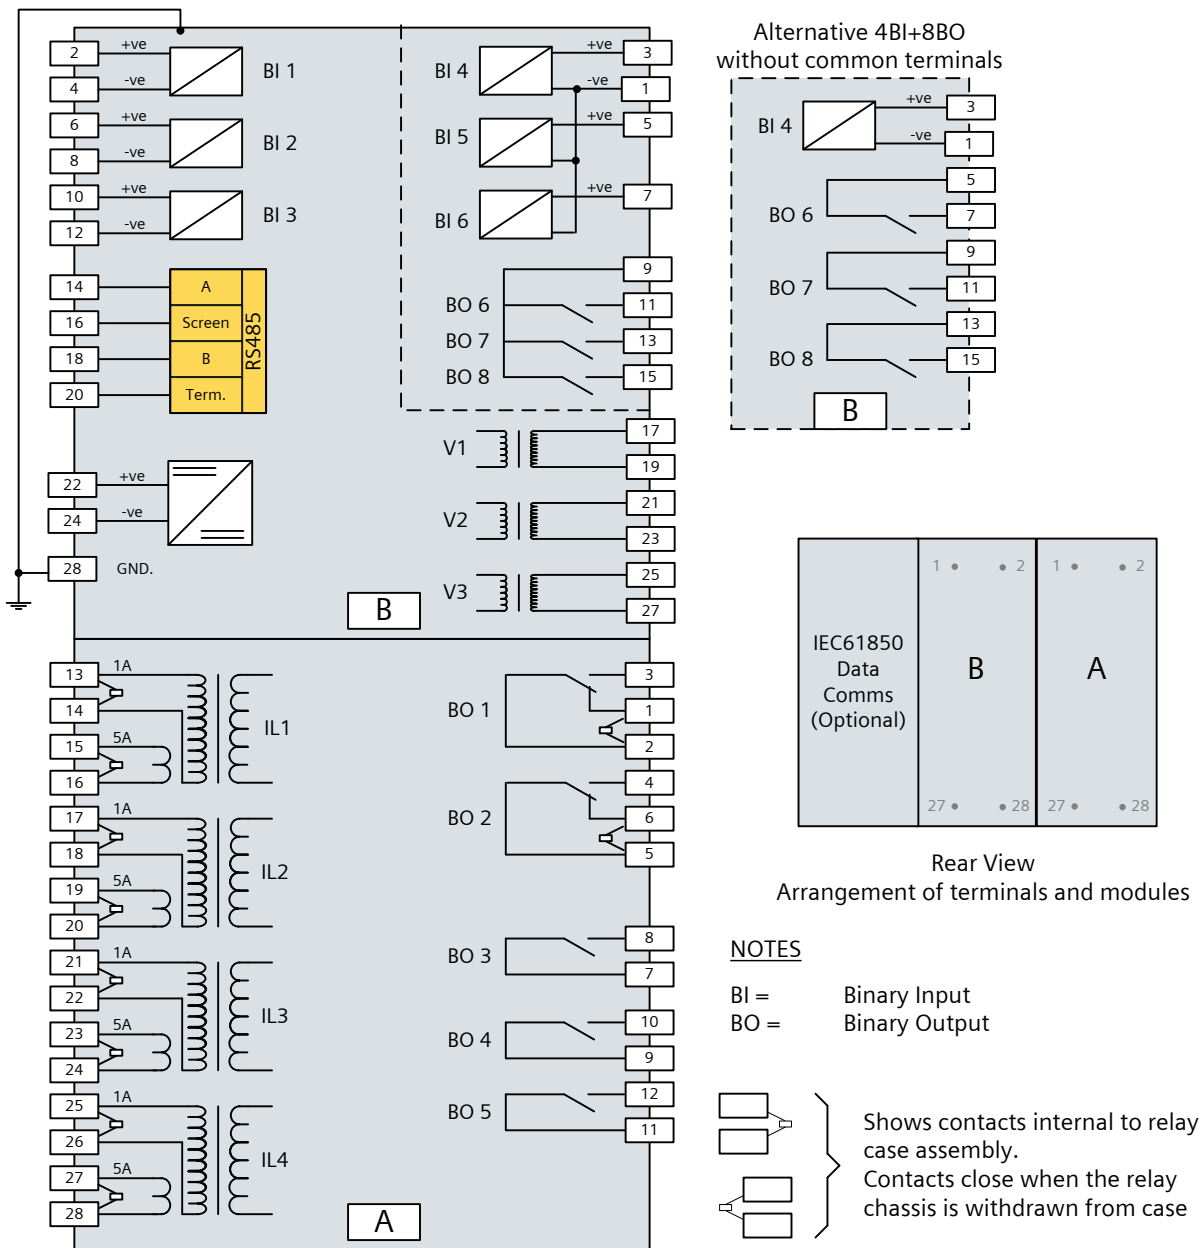 2 +ve BI 1
4 -ve
6 +ve BI 2
8 -ve
10 +ve BI 3
12 -ve
14 A
16 Screen
18 B
20 Term.
RS485
22 +ve
24 -ve
28 GND.
BI 4 +ve 3
-ve 1
BI 5 +ve 5
BI 6 +ve 7
9
BO 6 11
BO 7 13
BO 8 15
V1 17
19
V2 21
23
V3 25
27
B
13 1A
14 IL1
15 5A
16
17 1A
18 IL2
19 5A
20
21 1A
22 IL3
23 5A
24
25 1A
26 IL4
27 5A
28
3
BO 1 1
2
4
BO 2 6
5
8
BO 3 7
10
BO 4 9
12
BO 5 11
A
Alternative 4BI+8BO
without common terminals
BI 4 +ve 3
-ve 1
5
BO 6 7
9
BO 7 11
13
BO 8 15
B
IEC61850
Data
Comms
(Optional)
1 2 1 2
B A
27 28 27 28
Rear View
Arrangement of terminals and modules
NOTES
BI = Binary Input
BO = Binary Output
Shows contacts internal to relay
case assembly.
Contacts close when the relay
chassis is withdrawn from case